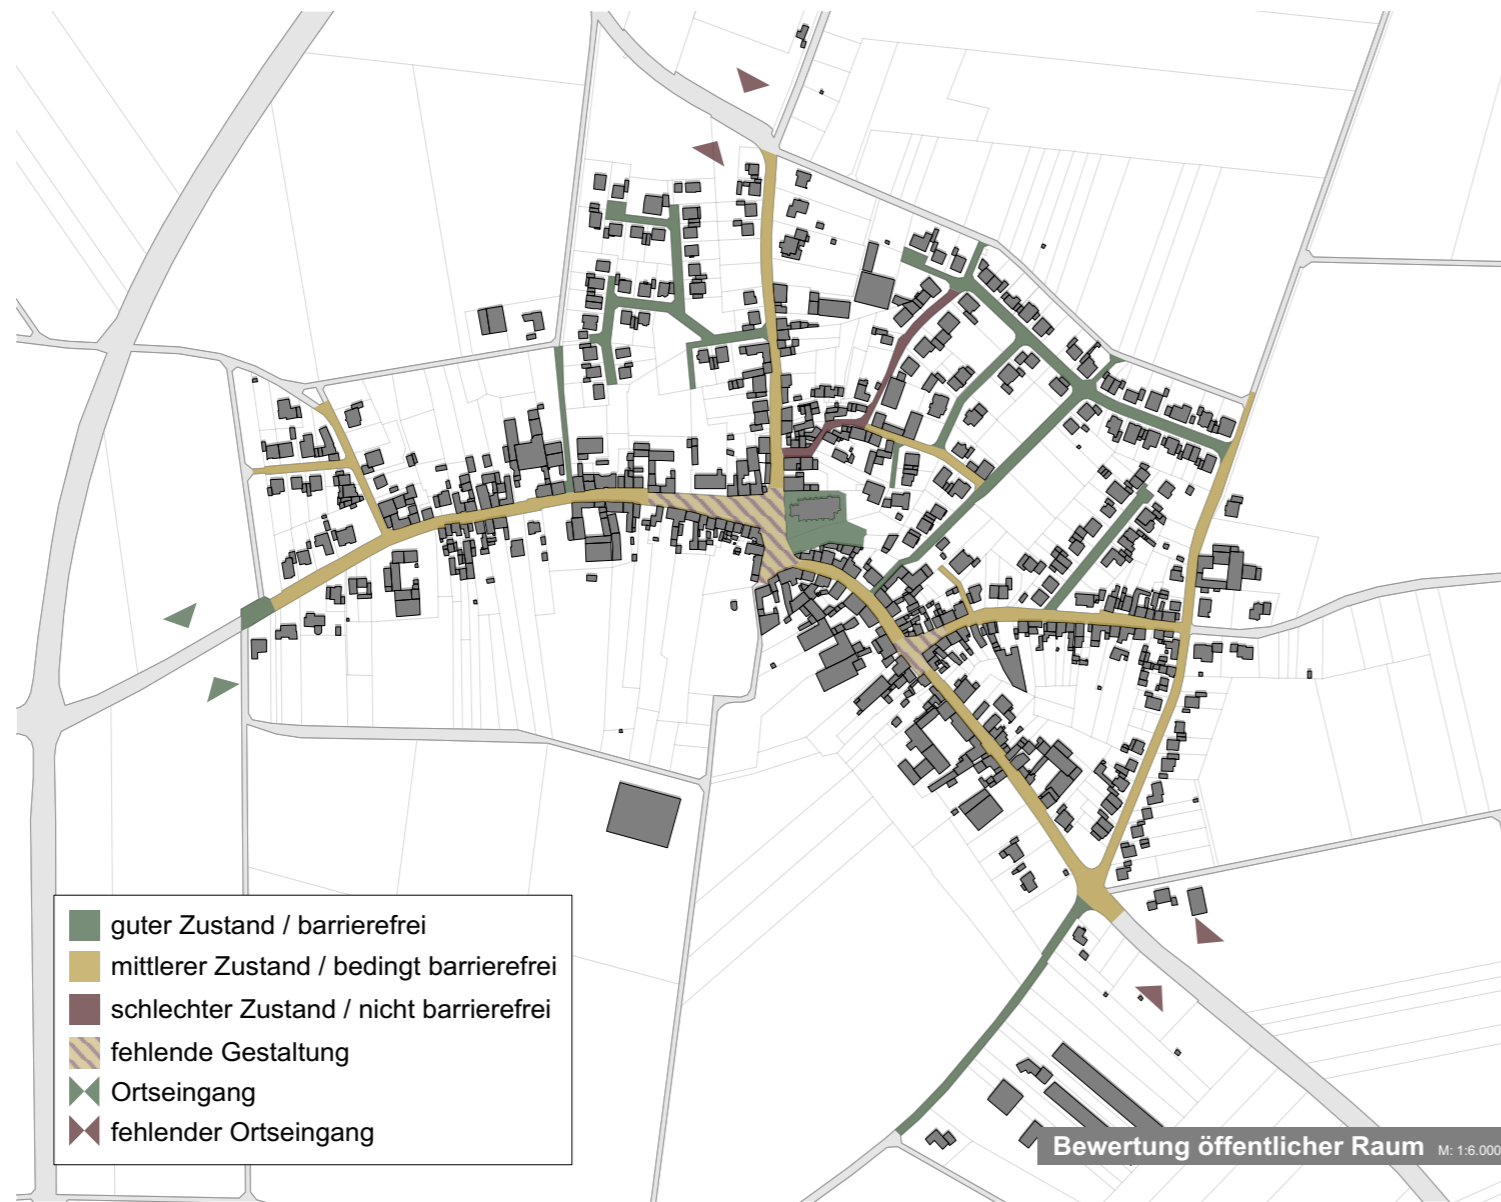 guter Zustand / barrierefrei
mittlerer Zustand / bedingt barrierefrei
schlechter Zustand / nicht barrierefrei
fehlende Gestaltung
Ortseingang
fehlender Ortseingang
Bewertung öffentlicher Raum M: 1:6.000